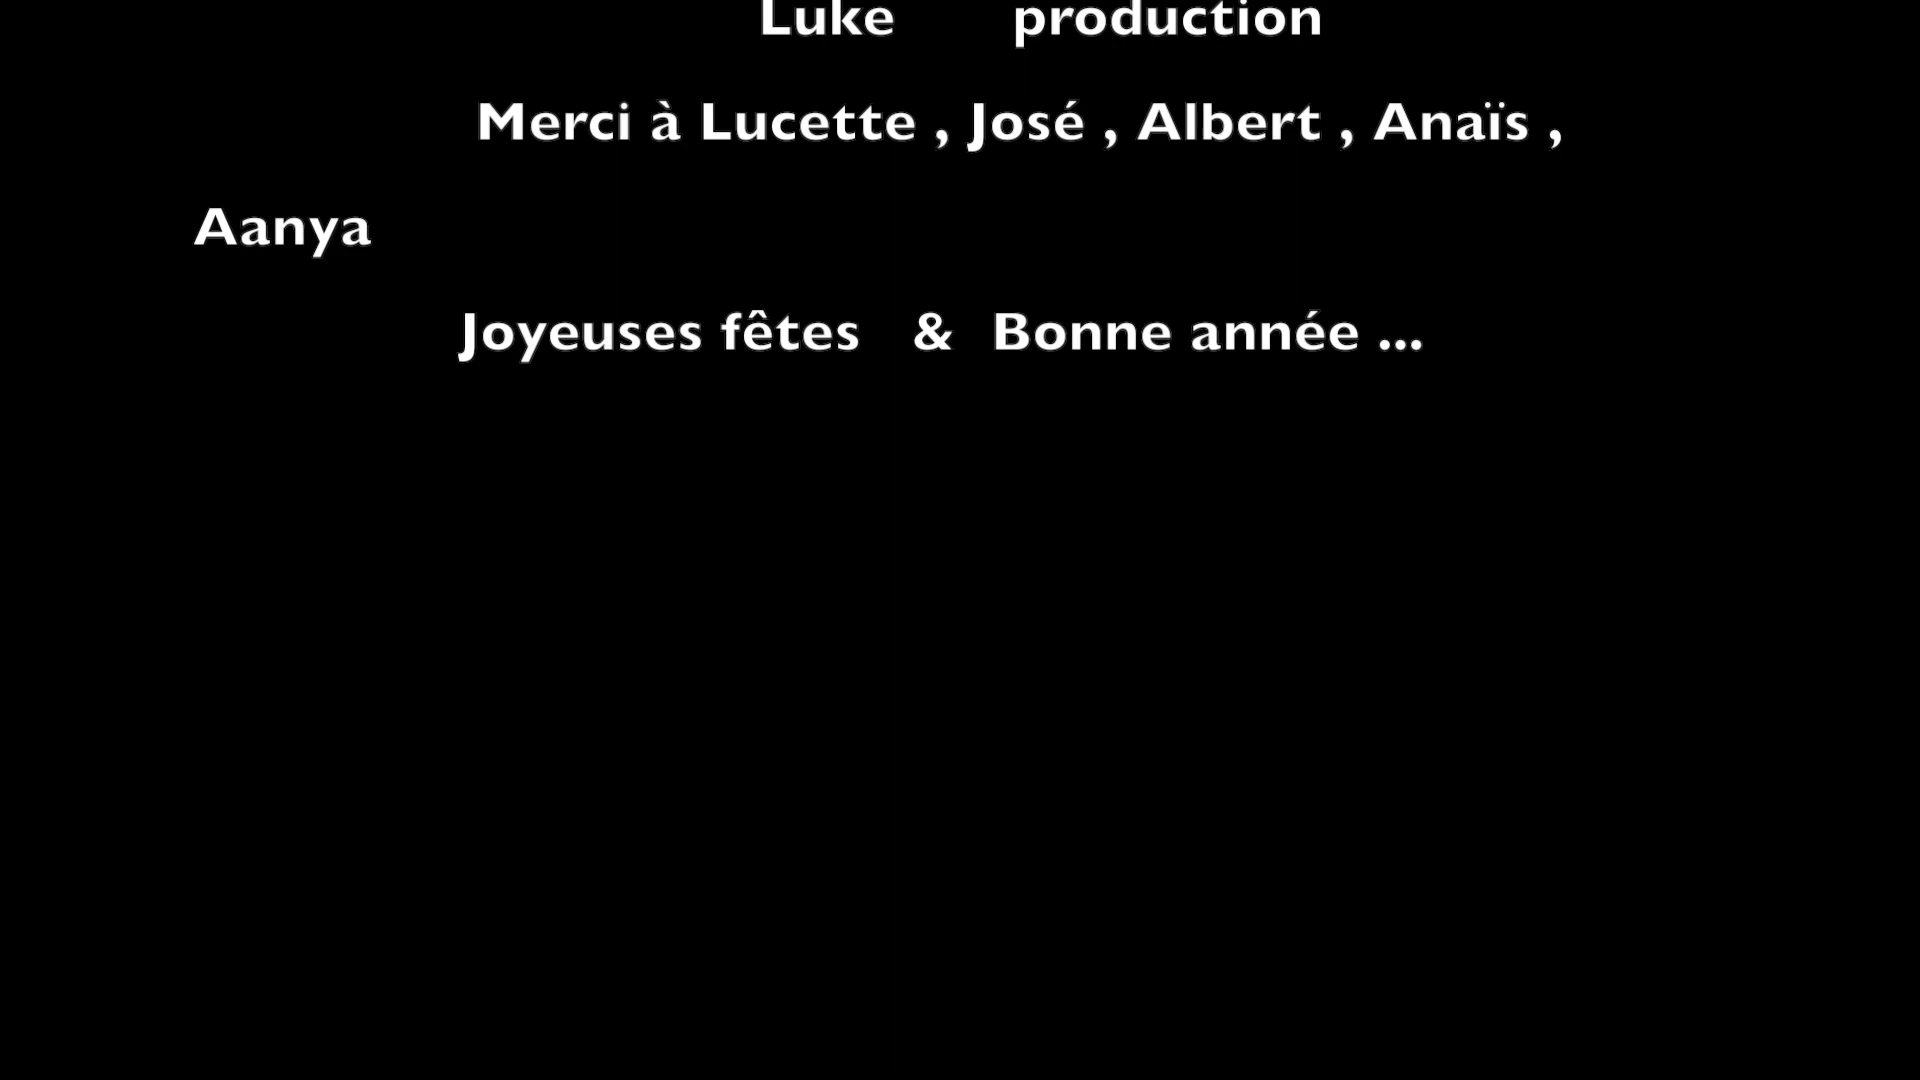 Luke production
Merci à Lucette , José , Albert , Anaïs ,
Aanya
Joyeuses fêtes & Bonne année ...